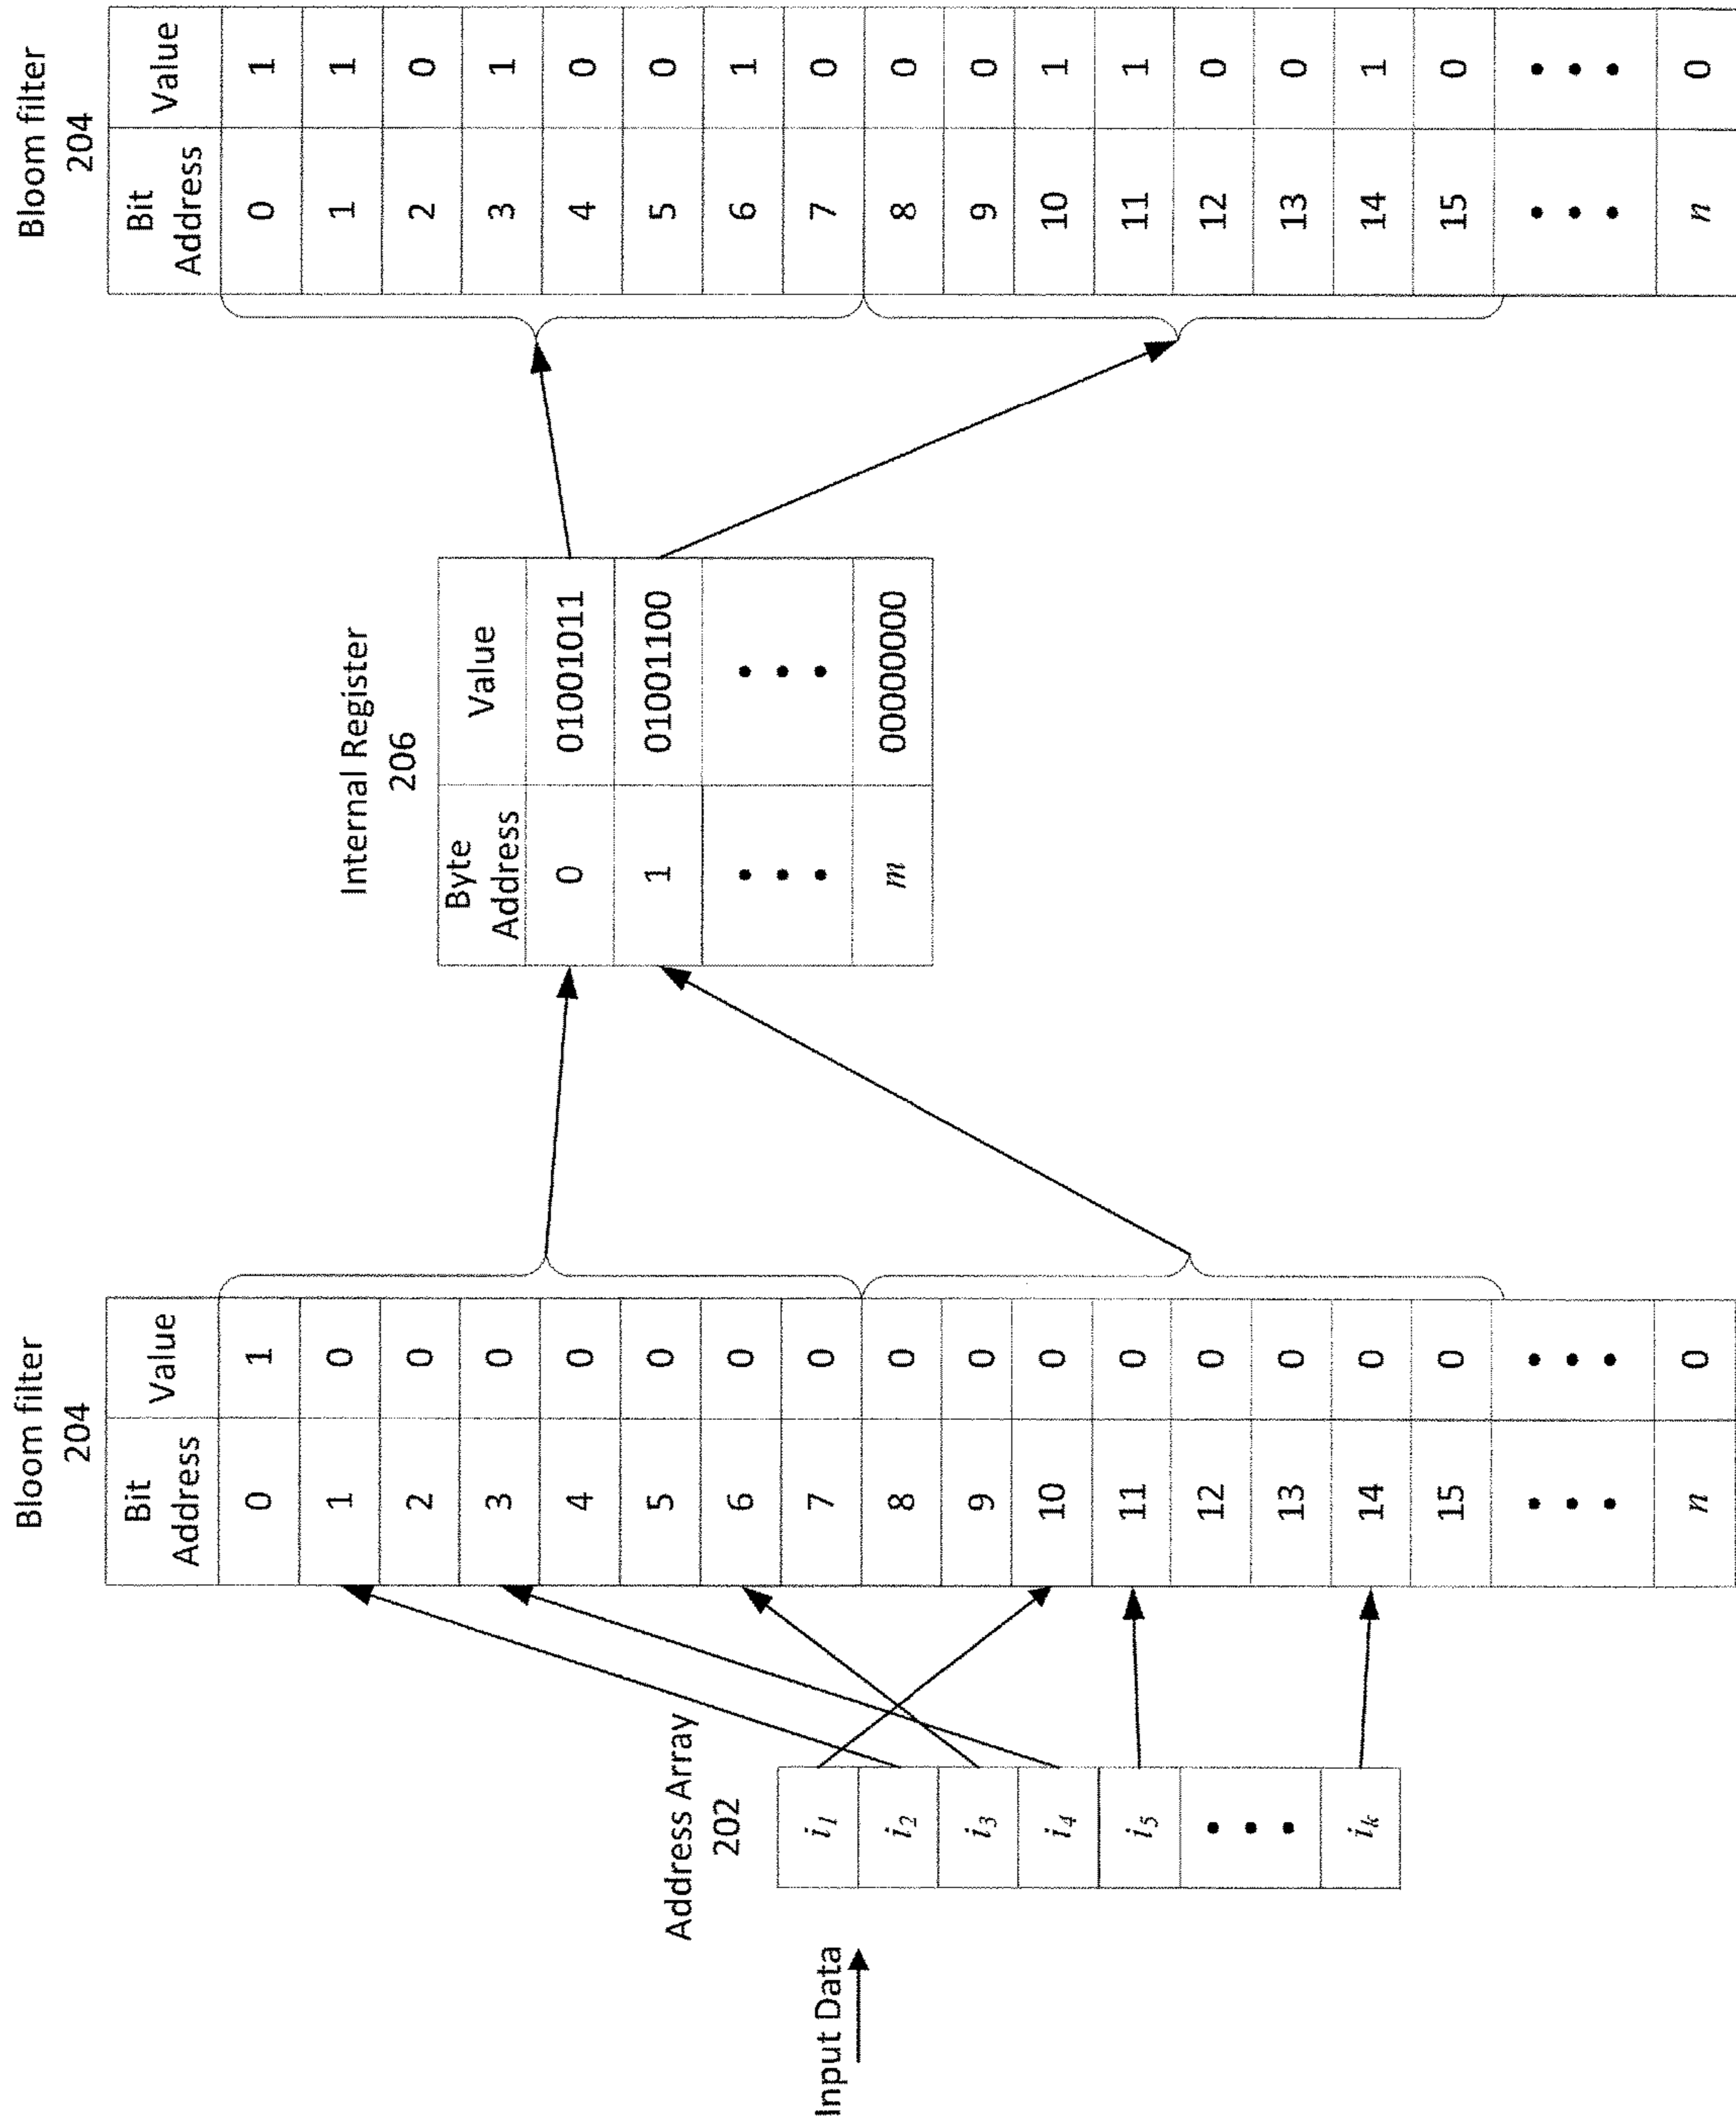 Input Data
Address Array
202
i1
i2
i3
i4
i5
• • •
ik
Bloom filter
204
Bit Address Value
0 1
1 0
2 0
3 0
4 0
5 0
6 0
7 0
8 0
9 0
10 0
11 0
12 0
13 0
14 0
15 0
• • • • • •
n 0
Internal Register
206
Byte Address Value
0 01001011
1 01001100
• • • • • •
m 00000000
Bloom filter
204
Bit Address Value
0 1
1 1
2 0
3 1
4 0
5 0
6 1
7 0
8 0
9 0
10 1
11 1
12 0
13 0
14 1
15 0
• • • • • •
n 0